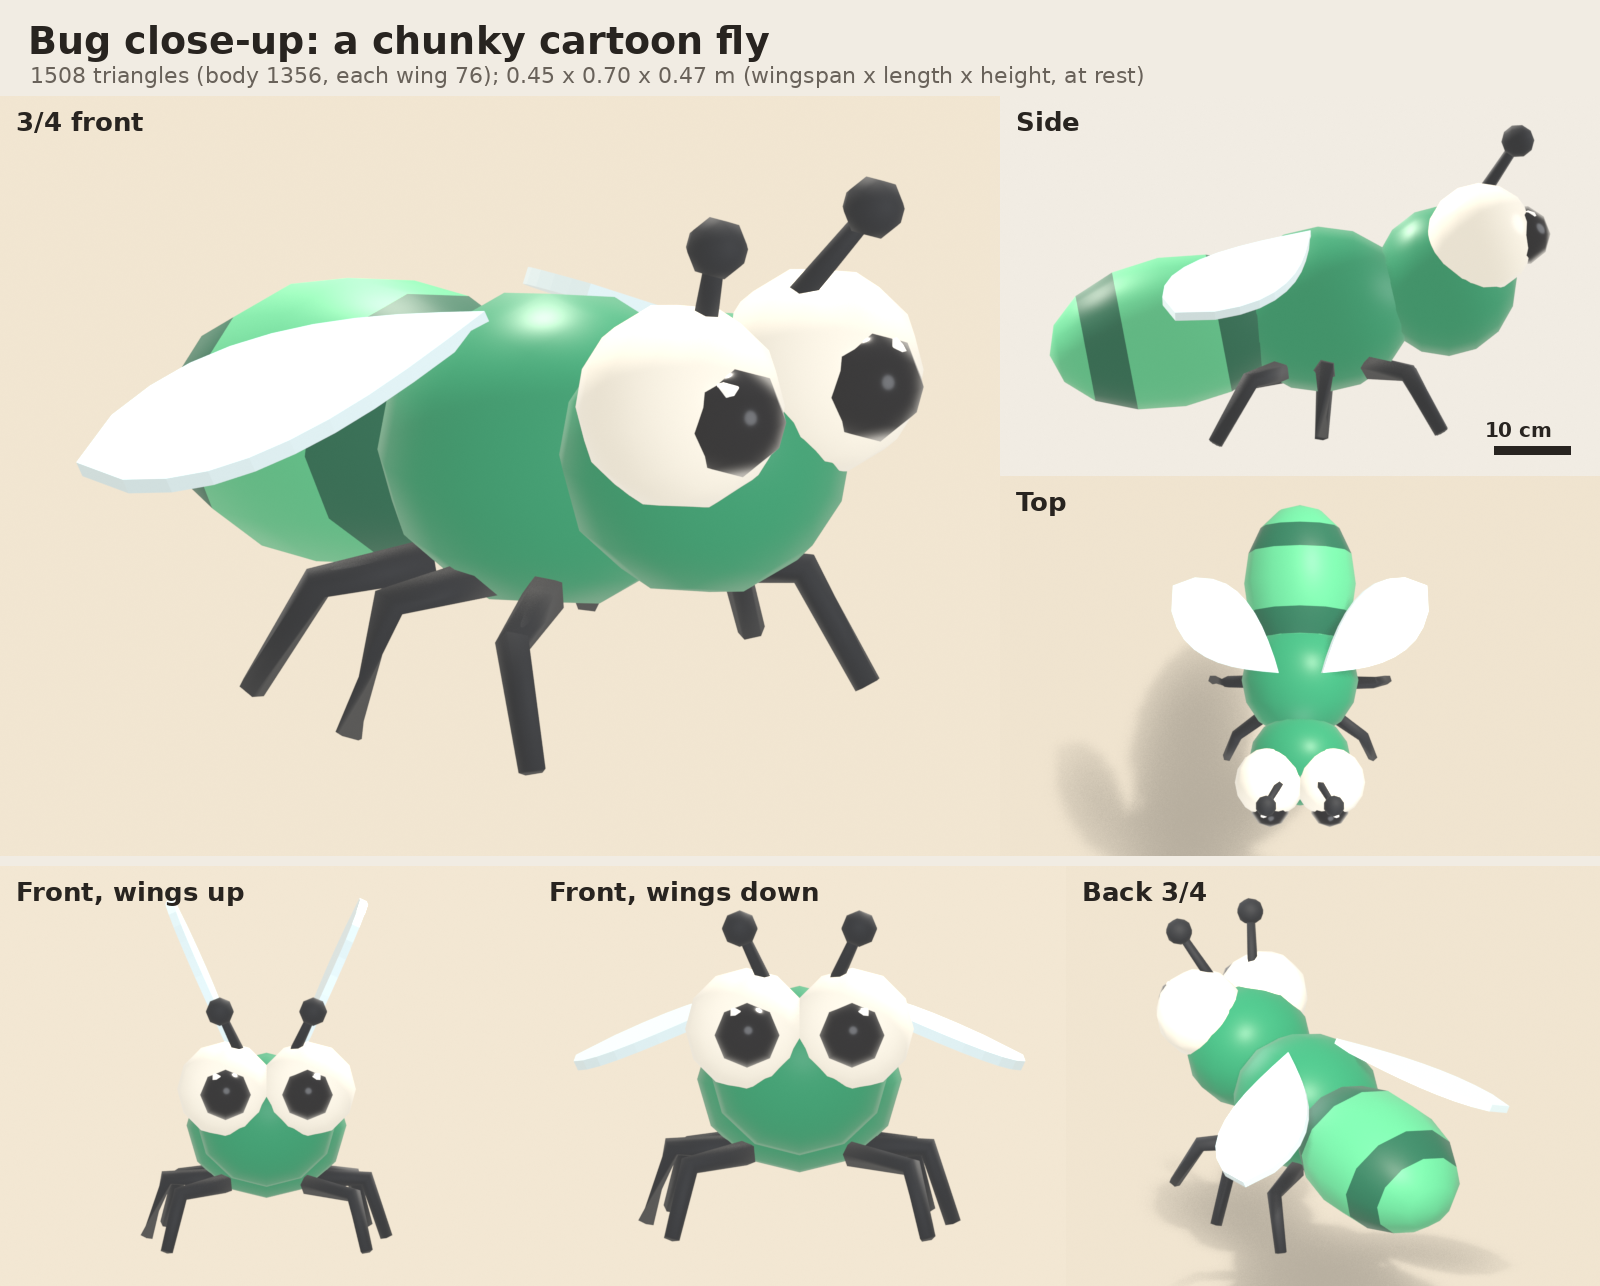 Bug close-up: a chunky cartoon fly
1508 triangles (body 1356, each wing 76); 0.45 x 0.70 x 0.47 m (wingspan x length x height, at rest)
3/4 front
Side
10 cm
Top
Front, wings up
Front, wings down
Back 3/4